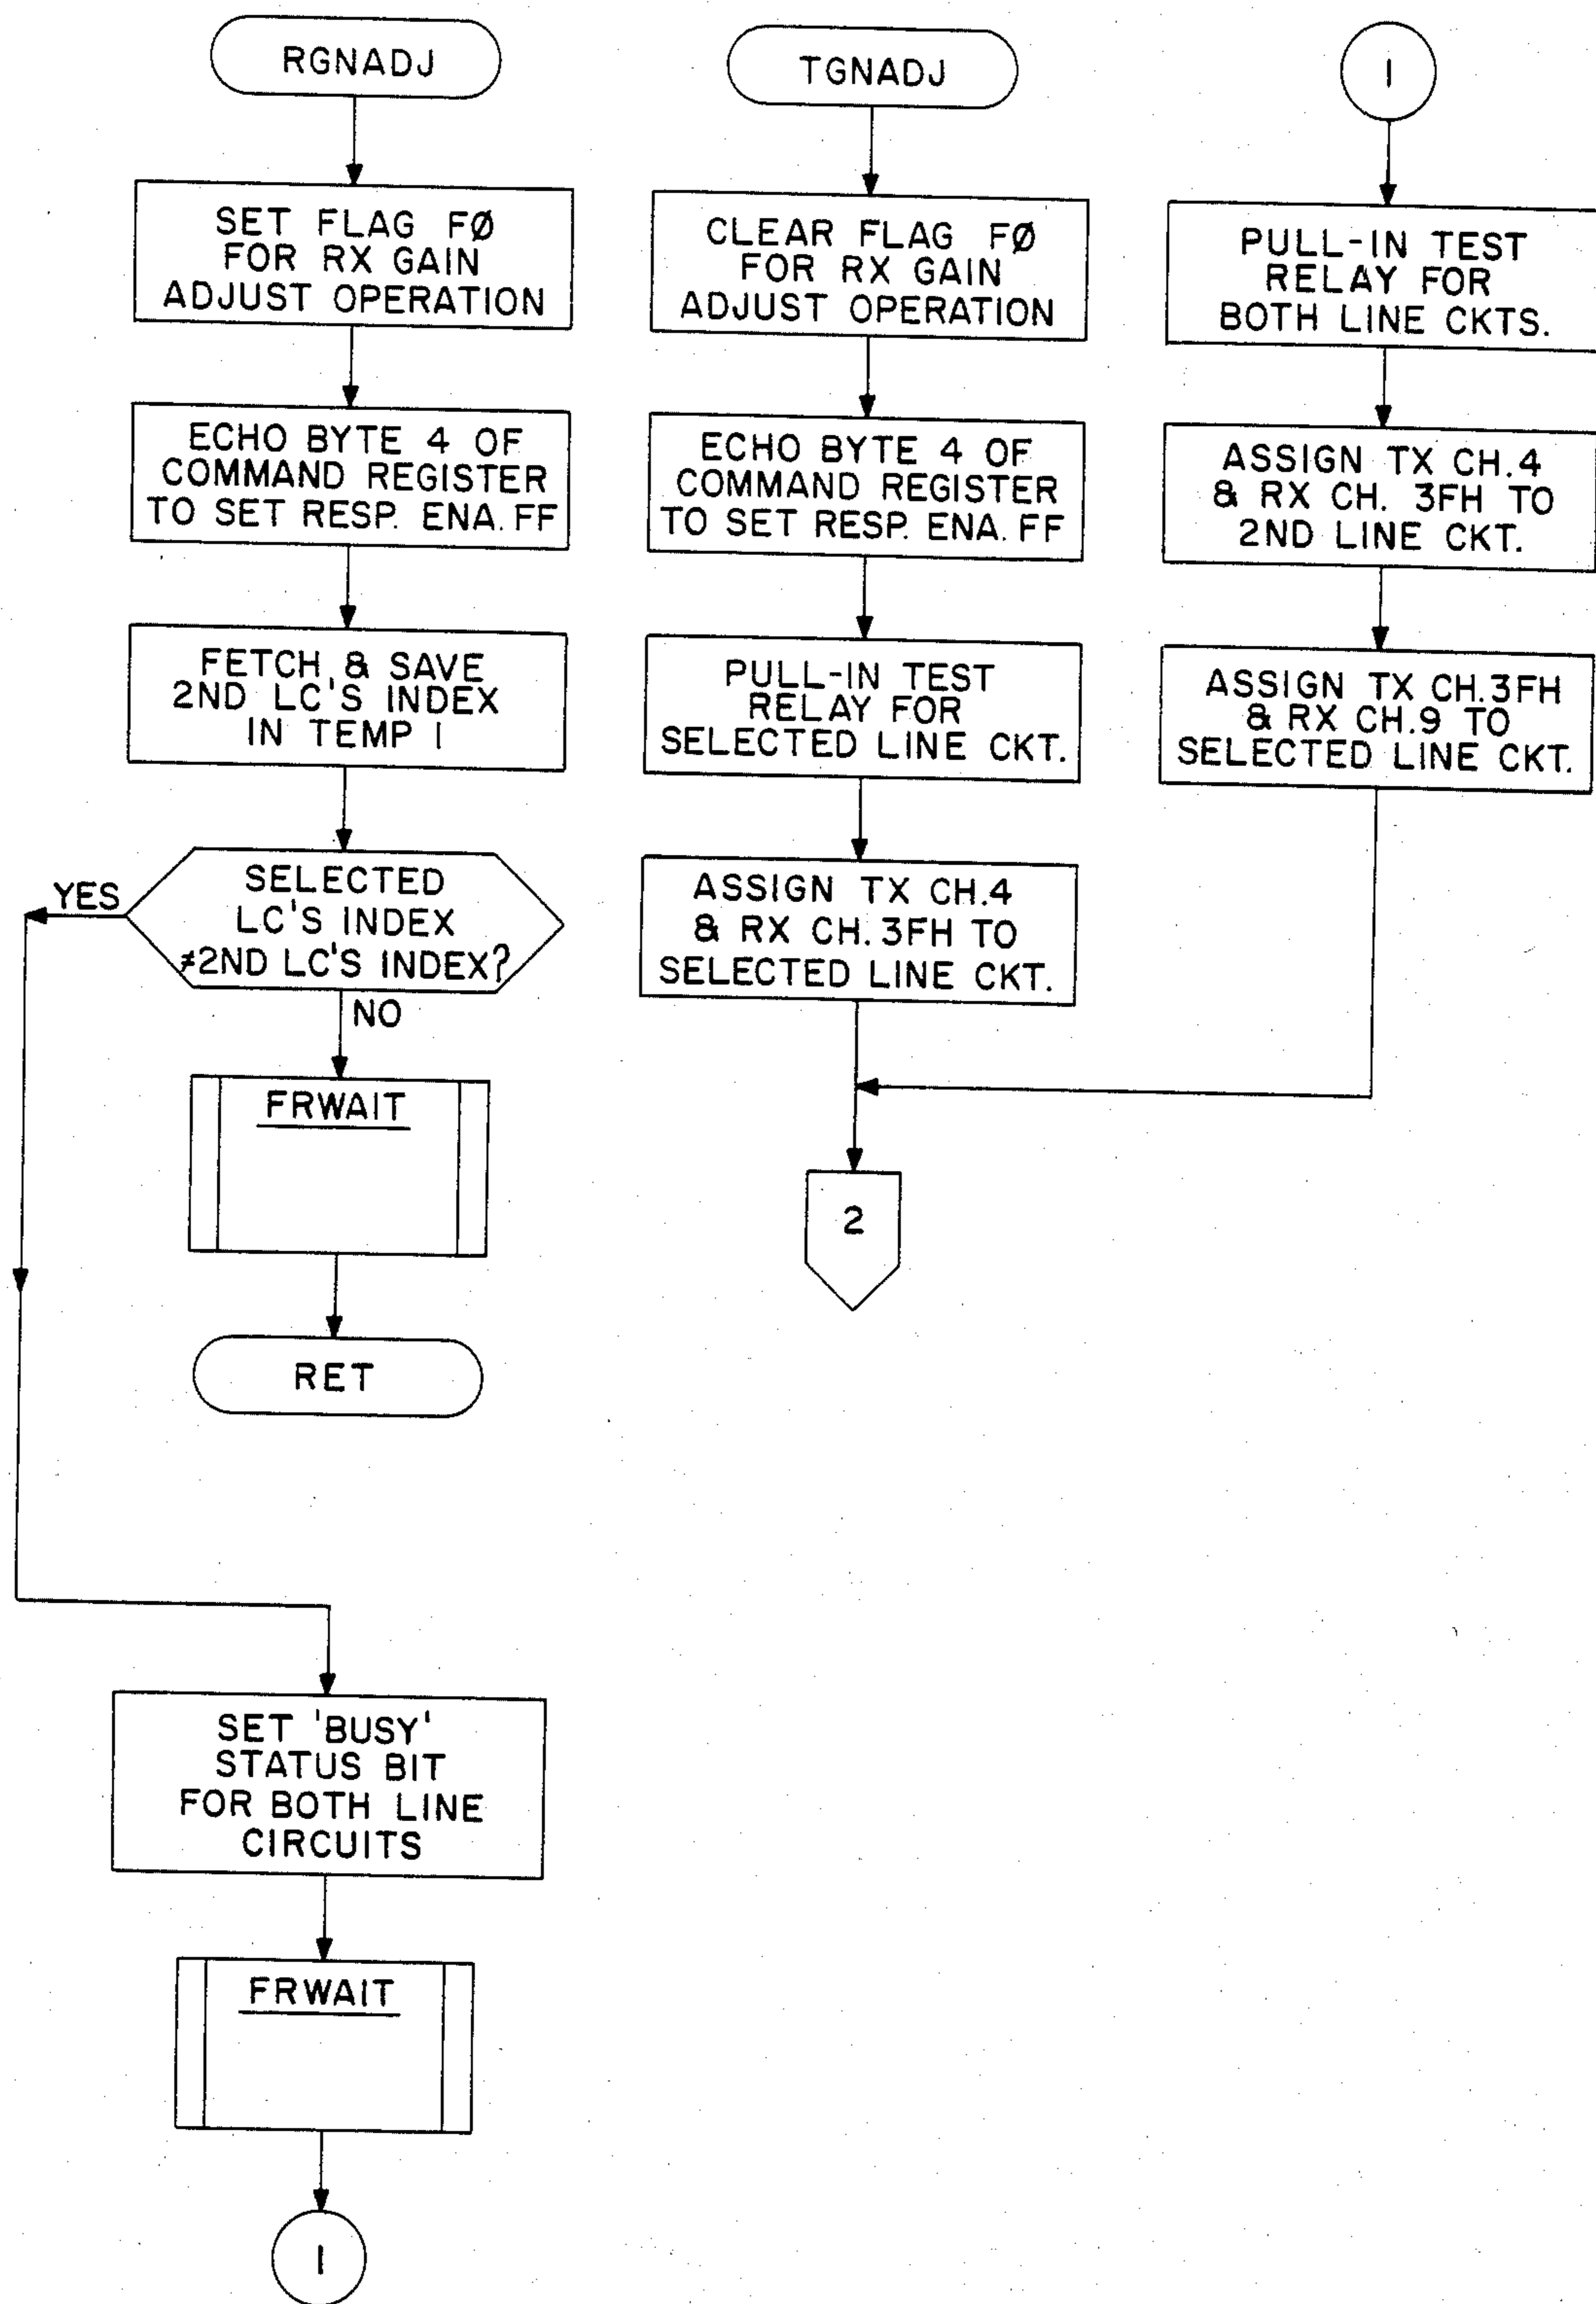 RGNADJ
SET FLAG FØ
FOR RX GAIN
ADJUST OPERATION
ECHO BYTE 4 OF
COMMAND REGISTER
TO SET RESP. ENA. FF
FETCH & SAVE
2ND LC'S INDEX
IN TEMP 1
SELECTED
LC'S INDEX
≠2ND LC'S INDEX?
YES
NO
FRWAIT
RET
SET 'BUSY'
STATUS BIT
FOR BOTH LINE
CIRCUITS
FRWAIT
1
TGNADJ
CLEAR FLAG FØ
FOR RX GAIN
ADJUST OPERATION
ECHO BYTE 4 OF
COMMAND REGISTER
TO SET RESP. ENA. FF
PULL-IN TEST
RELAY FOR
SELECTED LINE CKT.
ASSIGN TX CH.4
& RX CH. 3FH TO
SELECTED LINE CKT.
2
1
PULL-IN TEST
RELAY FOR
BOTH LINE CKTS.
ASSIGN TX CH.4
& RX CH. 3FH TO
2ND LINE CKT.
ASSIGN TX CH.3FH
& RX CH.9 TO
SELECTED LINE CKT.